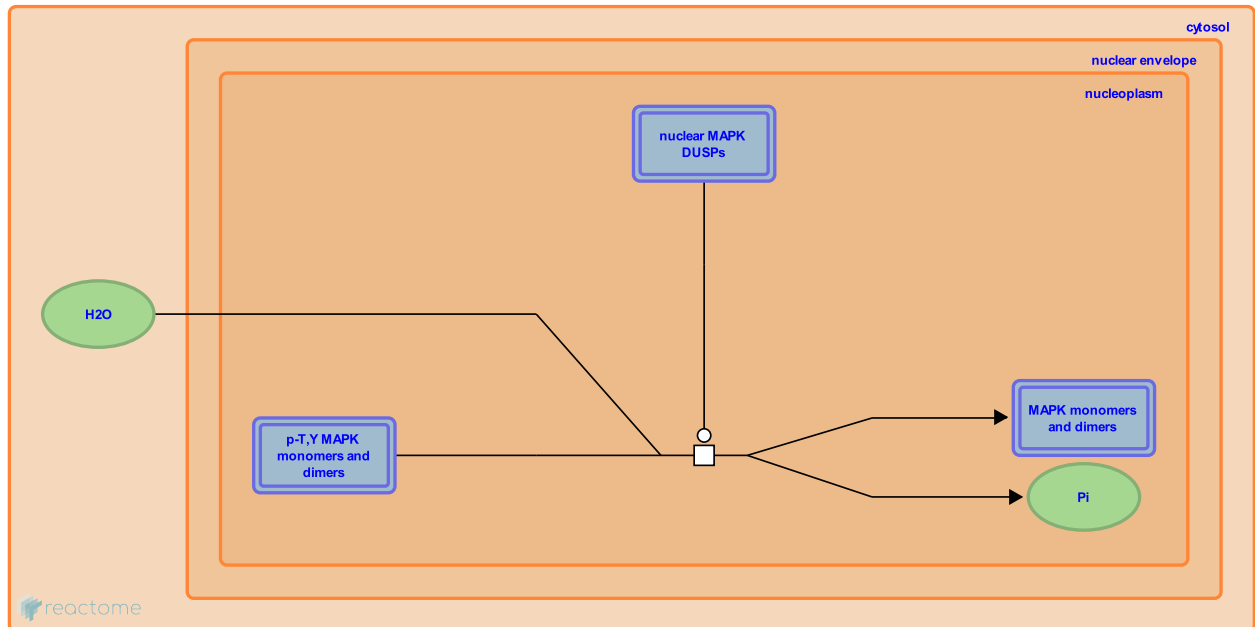 cytosol
nuclear envelope
nucleoplasm
nuclear MAPK
DUSPs
H2O
p-T,Y MAPK
monomers and
dimers
MAPK monomers
and dimers
Pi
reactome